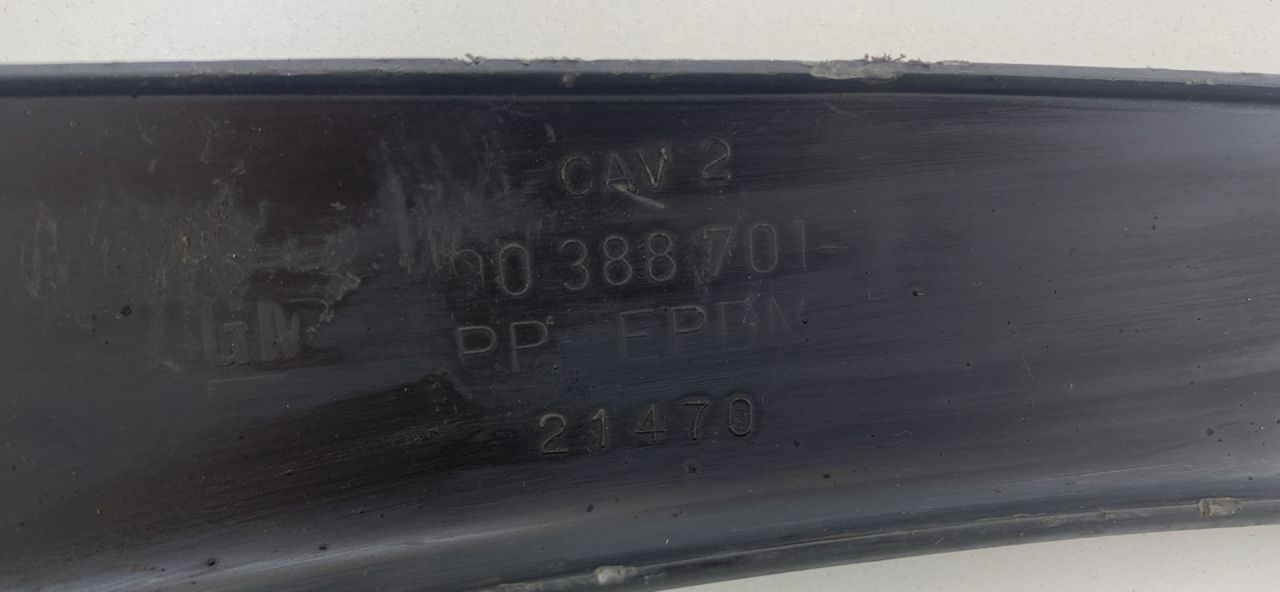 CAV 2
90 388 701-
GM
PP EPDM
21470